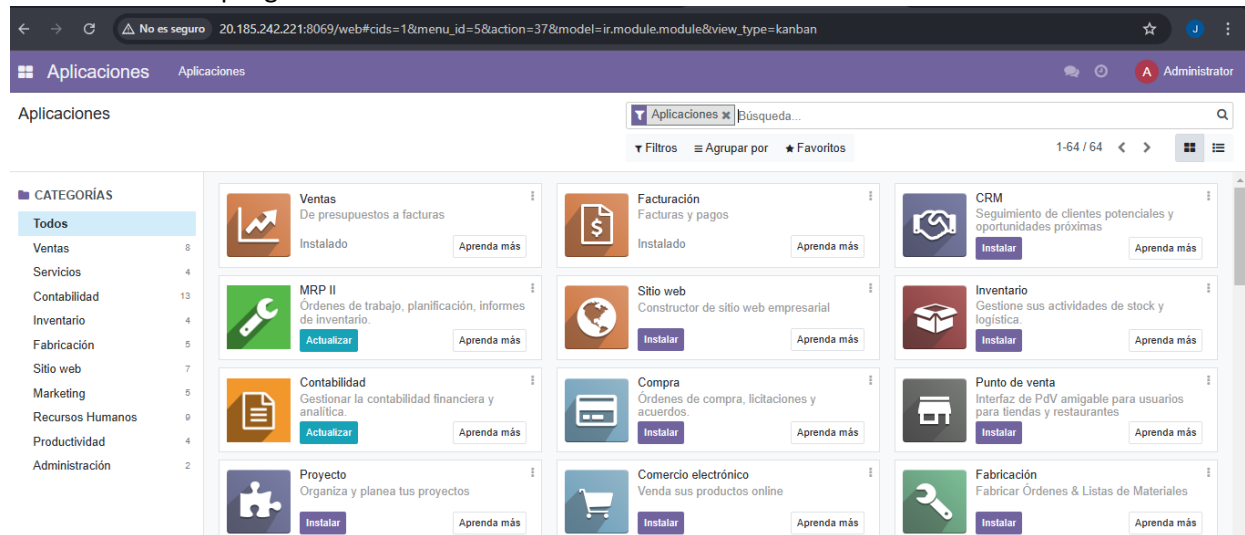 No es seguro 20.185.242.221:8069/web#cids=1&menu_id=5&action=37&model=ir.module.module&view_type=kanban J
Aplicaciones Aplicaciones A Administrator
Aplicaciones
Aplicaciones x Búsqueda...
Filtros Agrupar por Favoritos 1-64 / 64
CATEGORÍAS
Todos
Ventas 8
Servicios 4
Contabilidad 13
Inventario 4
Fabricación 5
Sitio web 7
Marketing 5
Recursos Humanos 9
Productividad 4
Administración 2
Ventas
De presupuestos a facturas
Instalado Aprenda más
Facturación
Facturas y pagos
Instalado Aprenda más
CRM
Seguimiento de clientes potenciales y
oportunidades próximas
Instalar Aprenda más
MRP II
Órdenes de trabajo, planificación, informes
de inventario.
Actualizar Aprenda más
Sitio web
Constructor de sitio web empresarial
Instalar Aprenda más
Inventario
Gestione sus actividades de stock y
logística.
Instalar Aprenda más
Contabilidad
Gestionar la contabilidad financiera y
analítica.
Actualizar Aprenda más
Compra
Órdenes de compra, licitaciones y
acuerdos.
Instalar Aprenda más
Punto de venta
Interfaz de PdV amigable para usuarios
para tiendas y restaurantes
Instalar Aprenda más
Proyecto
Organiza y planea tus proyectos
Instalar Aprenda más
Comercio electrónico
Venda sus productos online
Instalar Aprenda más
Fabricación
Fabricar Órdenes & Listas de Materiales
Instalar Aprenda más